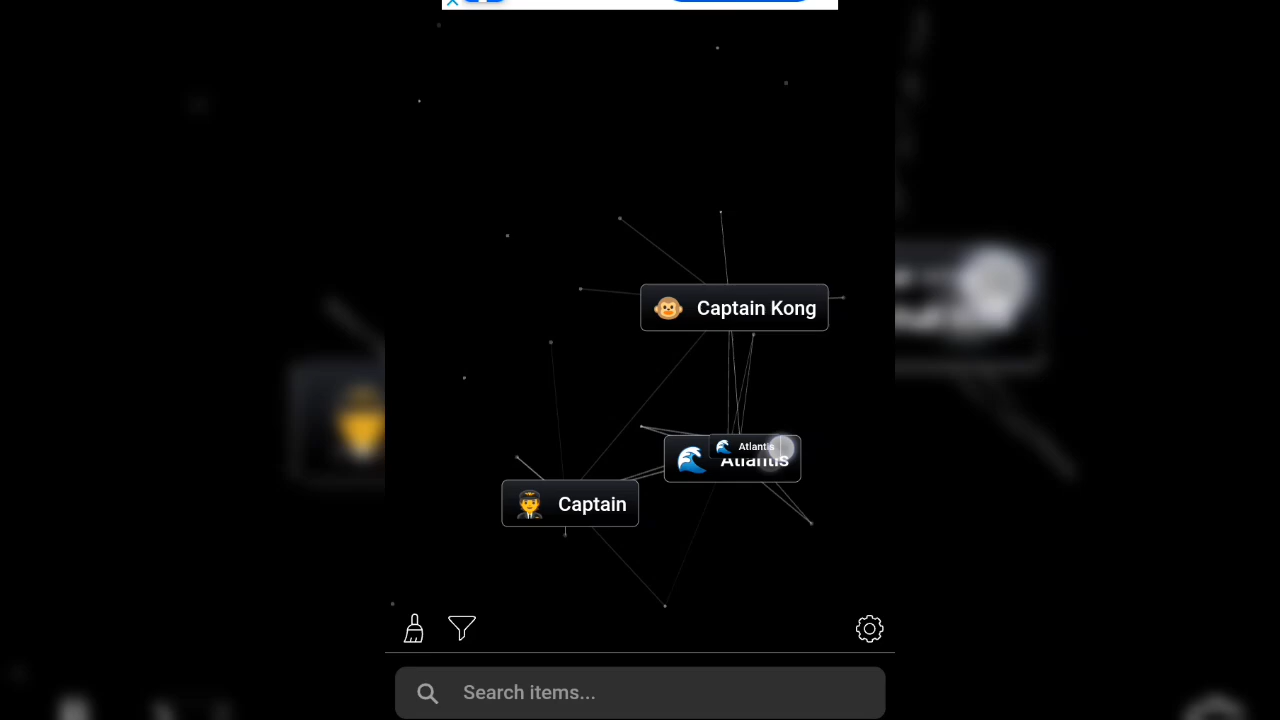 Captain Kong
Atlantis
Atlantis
Captain
Search items...